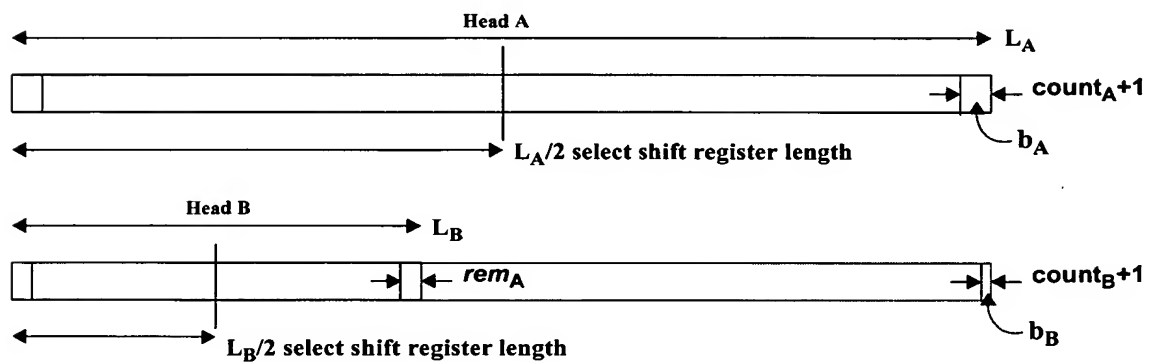 Head A
L_A
count_A+1
b_A
L_A/2 select shift register length
Head B
L_B
rem_A
count_B+1
b_B
L_B/2 select shift register length